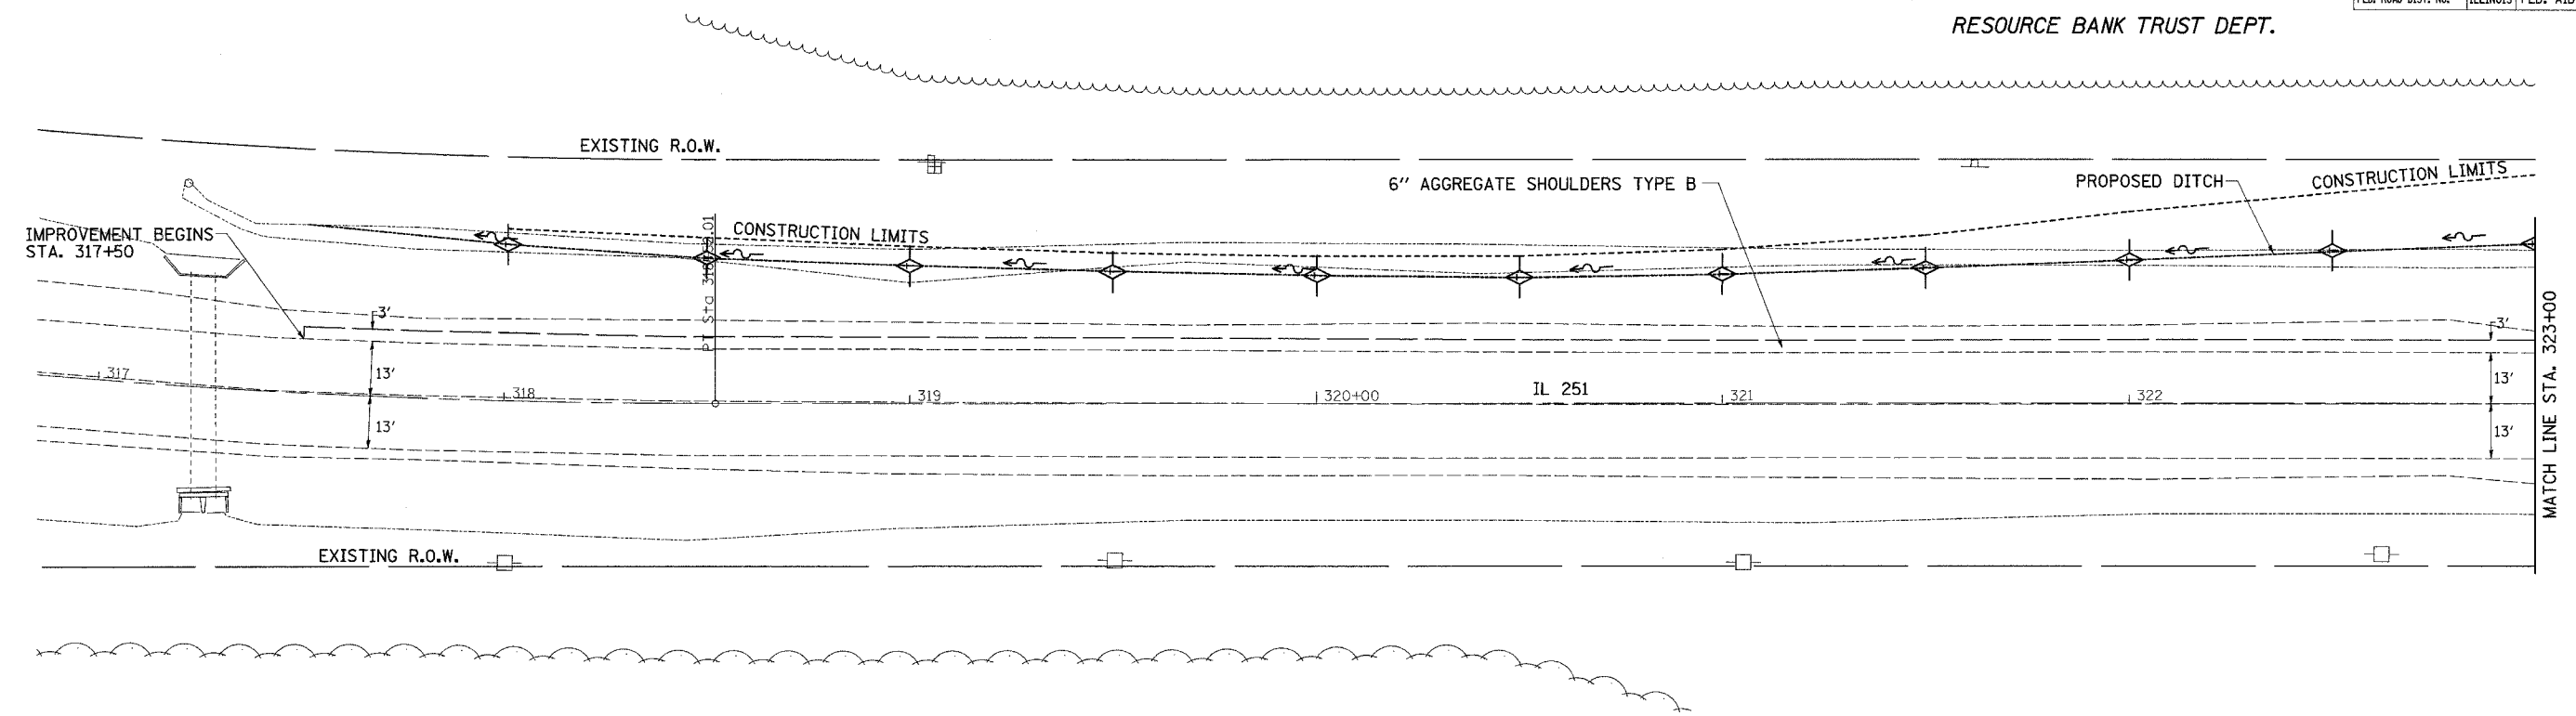 RESOURCE BANK TRUST DEPT.
EXISTING R.O.W.
6" AGGREGATE SHOULDERS TYPE B
PROPOSED DITCH
CONSTRUCTION LIMITS
IMPROVEMENT BEGINS
STA. 317+50
CONSTRUCTION LIMITS
PT Sta
3'
3'
13'
13'
317
318
319
320+00
IL 251
321
322
13'
13'
MATCH LINE STA. 323+00
EXISTING R.O.W.